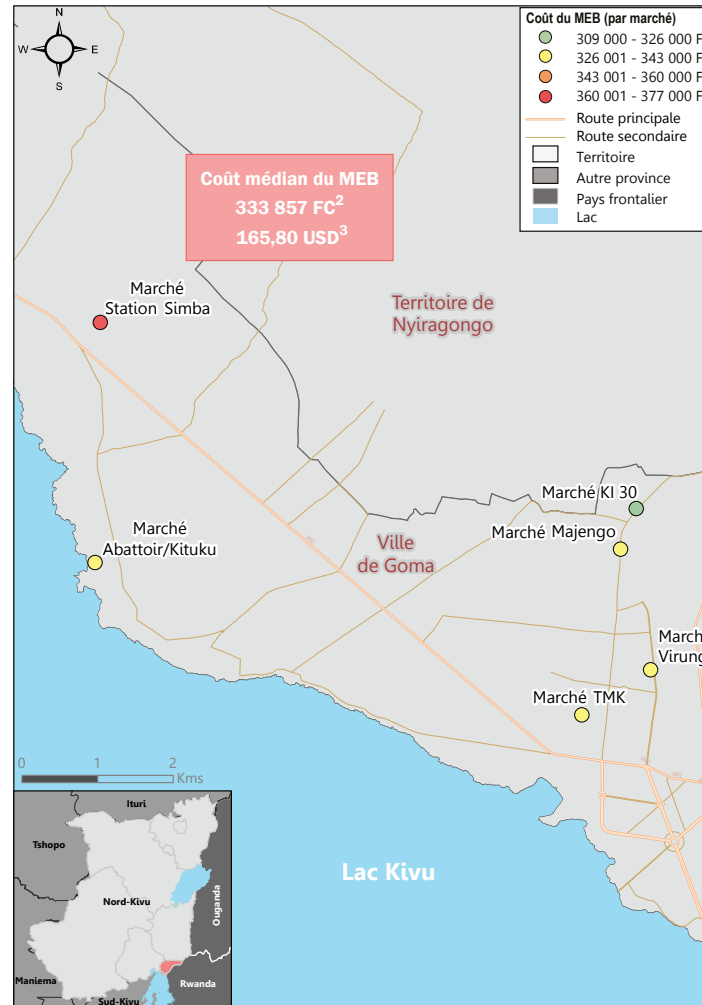 N
W
E
S
Coût du MEB (par marché)
309 000 - 326 000 F
326 001 - 343 000 F
343 001 - 360 000 F
360 001 - 377 000 F
Route principale
Route secondaire
Territoire
Autre province
Pays frontalier
Lac
Coût médian du MEB
333 857 FC²
165,80 USD³
Marché
Station Simba
Territoire de
Nyiragongo
Marché KI 30
Marché Majengo
Marché
Abattoir/Kituku
Ville
de Goma
March
Virung
Marché TMK
0 1 2
Kms
Lac Kivu
Ituri
Tshopo
Nord-Kivu
Ouganda
Maniema
Sud-Kivu
Rwanda